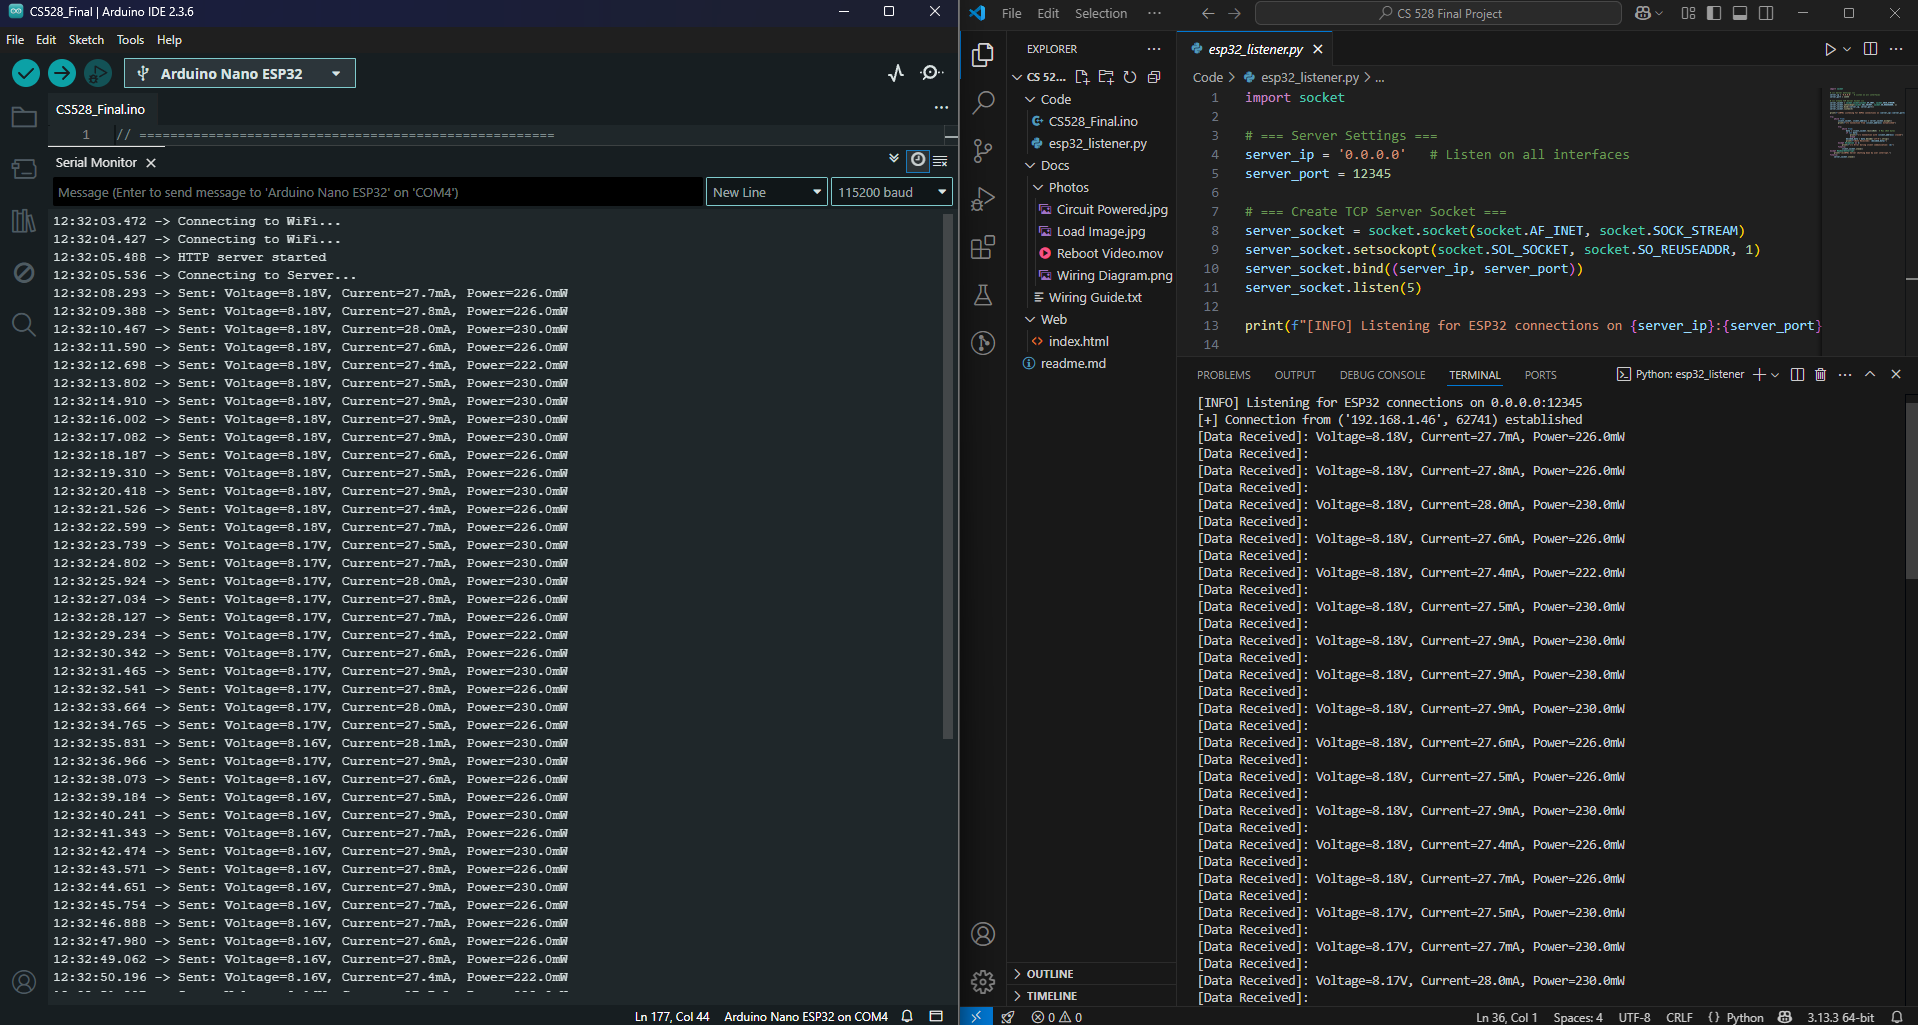 CS528_Final | Arduino IDE 2.3.6
File Edit Sketch Tools Help
Arduino Nano ESP32
CS528_Final.ino
1 // =====================================================
Serial Monitor
Message (Enter to send message to 'Arduino Nano ESP32' on 'COM4')
New Line
115200 baud
12:32:03.472 -> Connecting to WiFi...
12:32:04.427 -> Connecting to WiFi...
12:32:05.488 -> HTTP server started
12:32:05.536 -> Connecting to Server...
12:32:08.293 -> Sent: Voltage=8.18V, Current=27.7mA, Power=226.0mW
12:32:09.388 -> Sent: Voltage=8.18V, Current=27.8mA, Power=226.0mW
12:32:10.467 -> Sent: Voltage=8.18V, Current=28.0mA, Power=230.0mW
12:32:11.590 -> Sent: Voltage=8.18V, Current=27.6mA, Power=226.0mW
12:32:12.698 -> Sent: Voltage=8.18V, Current=27.4mA, Power=222.0mW
12:32:13.802 -> Sent: Voltage=8.18V, Current=27.5mA, Power=230.0mW
12:32:14.910 -> Sent: Voltage=8.18V, Current=27.9mA, Power=230.0mW
12:32:16.002 -> Sent: Voltage=8.18V, Current=27.9mA, Power=230.0mW
12:32:17.082 -> Sent: Voltage=8.18V, Current=27.9mA, Power=230.0mW
12:32:18.187 -> Sent: Voltage=8.18V, Current=27.6mA, Power=226.0mW
12:32:19.310 -> Sent: Voltage=8.18V, Current=27.5mA, Power=226.0mW
12:32:20.418 -> Sent: Voltage=8.18V, Current=27.9mA, Power=230.0mW
12:32:21.526 -> Sent: Voltage=8.18V, Current=27.4mA, Power=226.0mW
12:32:22.599 -> Sent: Voltage=8.18V, Current=27.7mA, Power=226.0mW
12:32:23.739 -> Sent: Voltage=8.17V, Current=27.5mA, Power=230.0mW
12:32:24.802 -> Sent: Voltage=8.17V, Current=27.7mA, Power=230.0mW
12:32:25.924 -> Sent: Voltage=8.17V, Current=28.0mA, Power=230.0mW
12:32:27.034 -> Sent: Voltage=8.17V, Current=27.8mA, Power=226.0mW
12:32:28.127 -> Sent: Voltage=8.17V, Current=27.7mA, Power=226.0mW
12:32:29.234 -> Sent: Voltage=8.17V, Current=27.4mA, Power=222.0mW
12:32:30.342 -> Sent: Voltage=8.17V, Current=27.6mA, Power=226.0mW
12:32:31.465 -> Sent: Voltage=8.17V, Current=27.9mA, Power=230.0mW
12:32:32.541 -> Sent: Voltage=8.17V, Current=27.8mA, Power=226.0mW
12:32:33.664 -> Sent: Voltage=8.17V, Current=28.0mA, Power=230.0mW
12:32:34.765 -> Sent: Voltage=8.17V, Current=27.5mA, Power=226.0mW
12:32:35.831 -> Sent: Voltage=8.16V, Current=28.1mA, Power=230.0mW
12:32:36.966 -> Sent: Voltage=8.17V, Current=27.9mA, Power=230.0mW
12:32:38.073 -> Sent: Voltage=8.16V, Current=27.6mA, Power=226.0mW
12:32:39.184 -> Sent: Voltage=8.16V, Current=27.5mA, Power=226.0mW
12:32:40.241 -> Sent: Voltage=8.16V, Current=27.9mA, Power=230.0mW
12:32:41.343 -> Sent: Voltage=8.16V, Current=27.7mA, Power=226.0mW
12:32:42.474 -> Sent: Voltage=8.16V, Current=27.9mA, Power=230.0mW
12:32:43.571 -> Sent: Voltage=8.16V, Current=27.8mA, Power=226.0mW
12:32:44.651 -> Sent: Voltage=8.16V, Current=27.9mA, Power=230.0mW
12:32:45.754 -> Sent: Voltage=8.16V, Current=27.7mA, Power=226.0mW
12:32:46.888 -> Sent: Voltage=8.16V, Current=27.7mA, Power=226.0mW
12:32:47.980 -> Sent: Voltage=8.16V, Current=27.6mA, Power=226.0mW
12:32:49.062 -> Sent: Voltage=8.16V, Current=27.8mA, Power=226.0mW
12:32:50.196 -> Sent: Voltage=8.16V, Current=27.4mA, Power=222.0mW
Ln 177, Col 44 Arduino Nano ESP32 on COM4
File Edit Selection ···
CS 528 Final Project
EXPLORER
CS 52...
Code
CS528_Final.ino
esp32_listener.py
Docs
Photos
Circuit Powered.jpg
Load Image.jpg
Reboot Video.mov
Wiring Diagram.png
Wiring Guide.txt
Web
index.html
readme.md
OUTLINE
TIMELINE
esp32_listener.py
Code > esp32_listener.py > ...
1 import socket
2
3 # === Server Settings ===
4 server_ip = '0.0.0.0' # Listen on all interfaces
5 server_port = 12345
6
7 # === Create TCP Server Socket ===
8 server_socket = socket.socket(socket.AF_INET, socket.SOCK_STREAM)
9 server_socket.setsockopt(socket.SOL_SOCKET, socket.SO_REUSEADDR, 1)
10 server_socket.bind((server_ip, server_port))
11 server_socket.listen(5)
12
13 print(f"[INFO] Listening for ESP32 connections on {server_ip}:{server_port}
14
PROBLEMS OUTPUT DEBUG CONSOLE TERMINAL PORTS
Python: esp32_listener
[INFO] Listening for ESP32 connections on 0.0.0.0:12345
[+] Connection from ('192.168.1.46', 62741) established
[Data Received]: Voltage=8.18V, Current=27.7mA, Power=226.0mW
[Data Received]:
[Data Received]: Voltage=8.18V, Current=27.8mA, Power=226.0mW
[Data Received]:
[Data Received]: Voltage=8.18V, Current=28.0mA, Power=230.0mW
[Data Received]:
[Data Received]: Voltage=8.18V, Current=27.6mA, Power=226.0mW
[Data Received]:
[Data Received]: Voltage=8.18V, Current=27.4mA, Power=222.0mW
[Data Received]:
[Data Received]: Voltage=8.18V, Current=27.5mA, Power=230.0mW
[Data Received]:
[Data Received]: Voltage=8.18V, Current=27.9mA, Power=230.0mW
[Data Received]:
[Data Received]: Voltage=8.18V, Current=27.9mA, Power=230.0mW
[Data Received]:
[Data Received]: Voltage=8.18V, Current=27.9mA, Power=230.0mW
[Data Received]:
[Data Received]: Voltage=8.18V, Current=27.6mA, Power=226.0mW
[Data Received]:
[Data Received]: Voltage=8.18V, Current=27.5mA, Power=226.0mW
[Data Received]:
[Data Received]: Voltage=8.18V, Current=27.9mA, Power=230.0mW
[Data Received]:
[Data Received]: Voltage=8.18V, Current=27.4mA, Power=226.0mW
[Data Received]:
[Data Received]: Voltage=8.18V, Current=27.7mA, Power=226.0mW
[Data Received]:
[Data Received]: Voltage=8.17V, Current=27.5mA, Power=230.0mW
[Data Received]:
[Data Received]: Voltage=8.17V, Current=27.7mA, Power=230.0mW
[Data Received]:
[Data Received]: Voltage=8.17V, Current=28.0mA, Power=230.0mW
[Data Received]:
0 0 Ln 36, Col 1 Spaces: 4 UTF-8 CRLF {} Python 3.13.3 64-bit